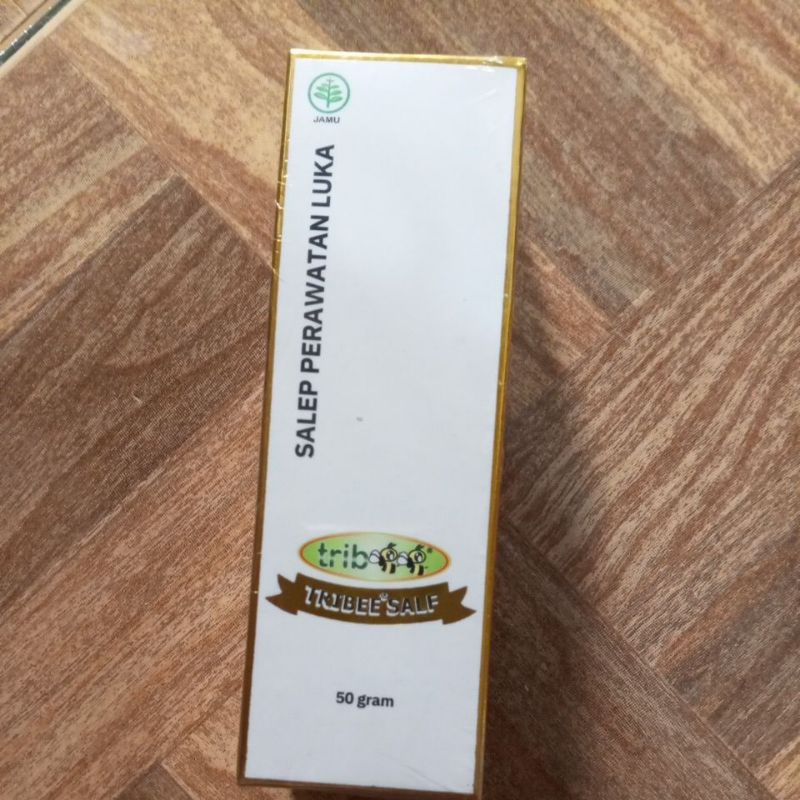 JAMU
SALEP PERAWATAN LUKA
trib
TRIBEE® SALF
50 gram